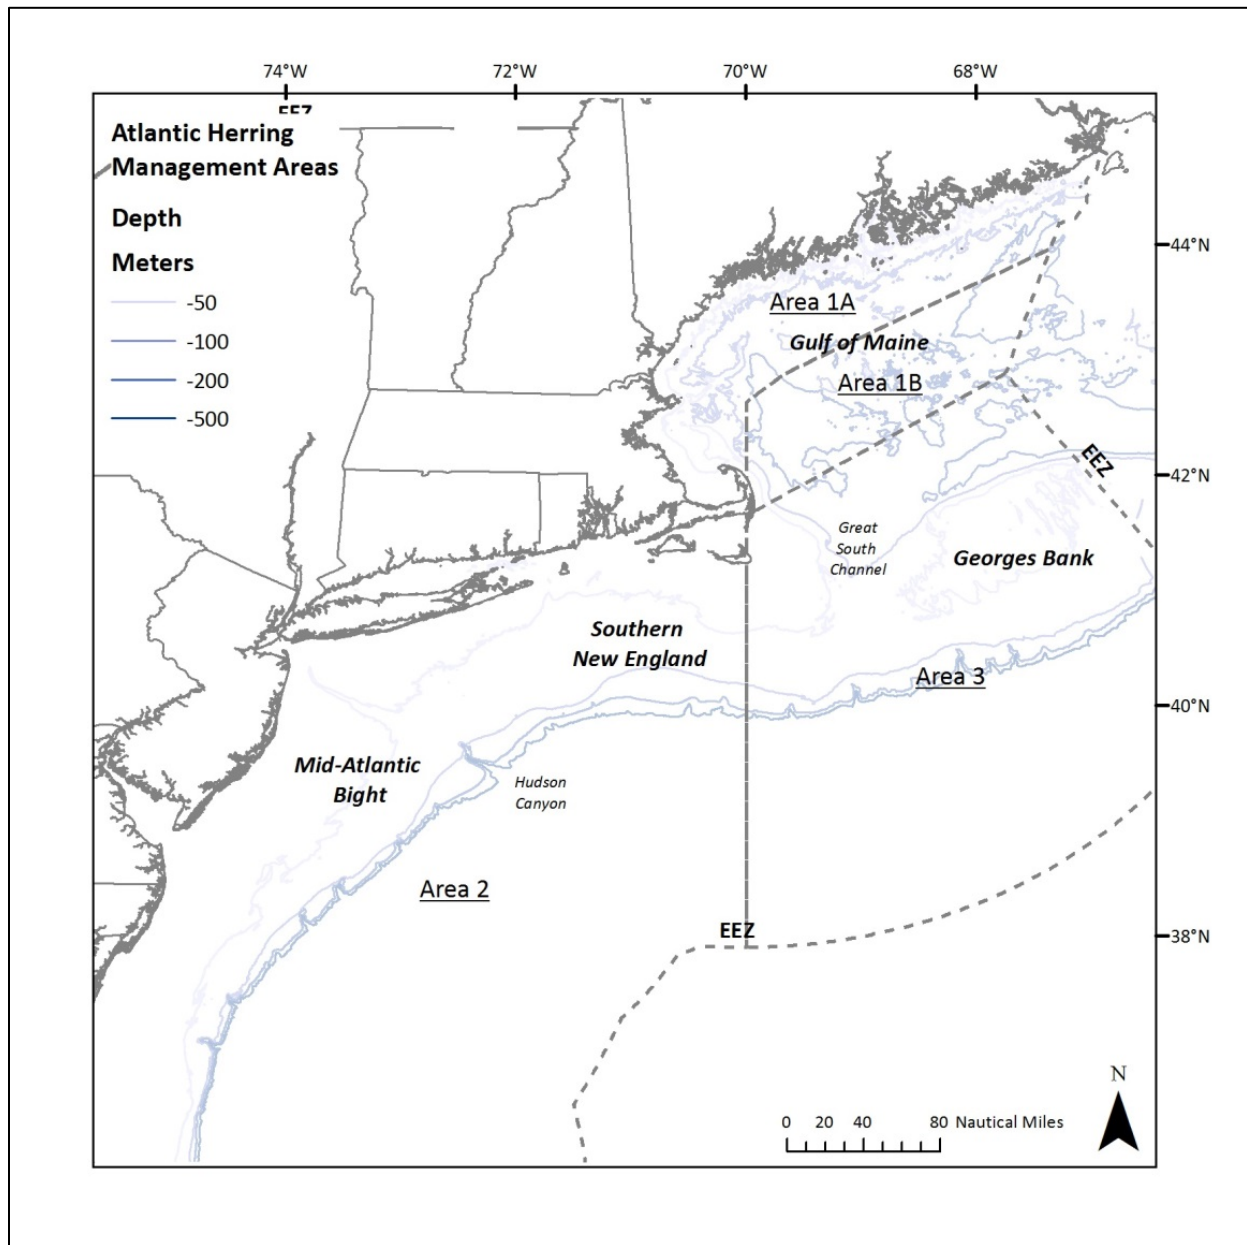 74°W 72°W 70°W 68°W
EEZ
Atlantic Herring
Management Areas
Depth
Meters
-50
-100
-200
-500
44°N
Area 1A
Gulf of Maine
Area 1B
EEZ
42°N
Great
South
Channel
Georges Bank
Southern
New England
Area 3
40°N
Mid-Atlantic
Bight
Hudson
Canyon
Area 2
EEZ
38°N
N
0 20 40 80 Nautical Miles